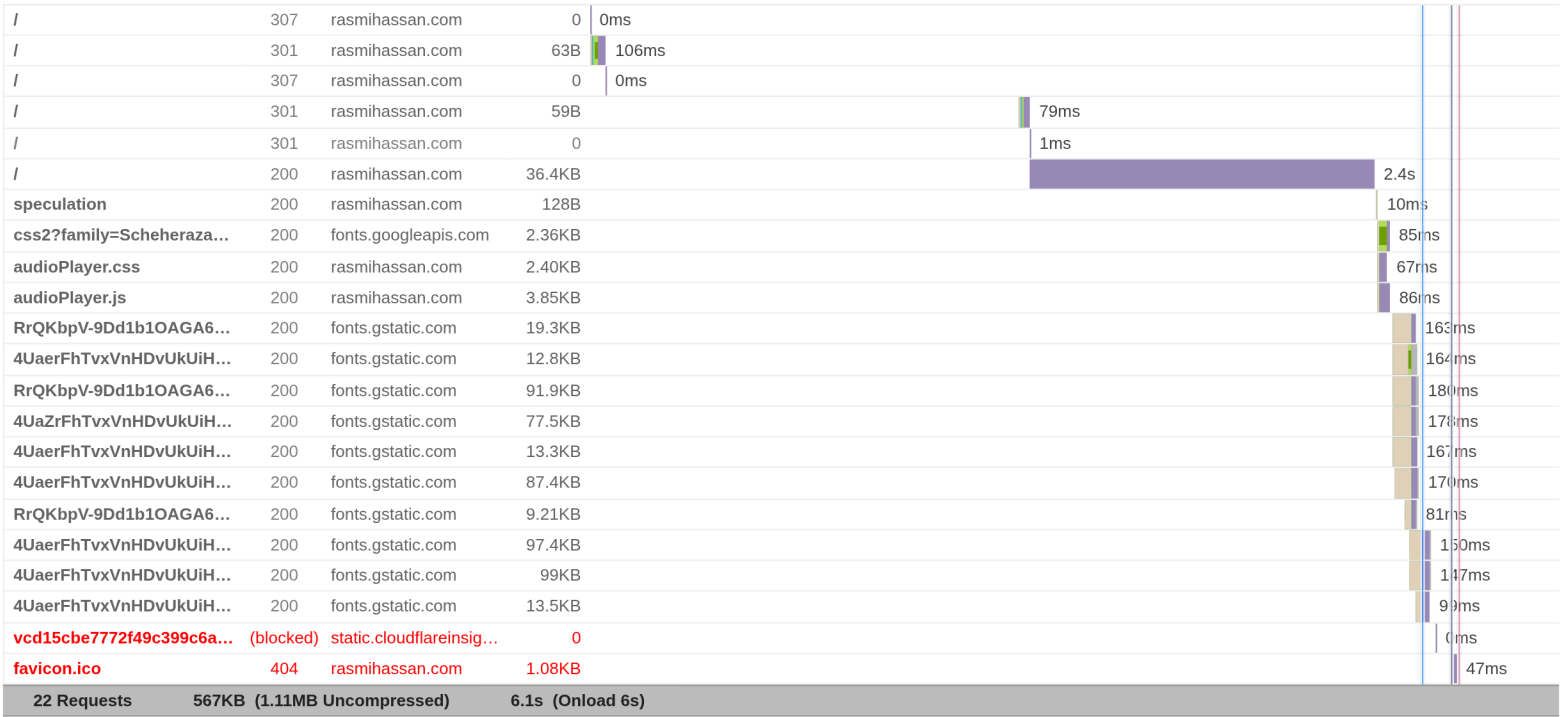 / 307 rasmihassan.com 0 0ms
/ 301 rasmihassan.com 63B 106ms
/ 307 rasmihassan.com 0 0ms
/ 301 rasmihassan.com 59B 79ms
/ 301 rasmihassan.com 0 1ms
/ 200 rasmihassan.com 36.4KB 2.4s
speculation 200 rasmihassan.com 128B 10ms
css2?family=Scheheraza… 200 fonts.googleapis.com 2.36KB 85ms
audioPlayer.css 200 rasmihassan.com 2.40KB 67ms
audioPlayer.js 200 rasmihassan.com 3.85KB 86ms
RrQKbpV-9Dd1b1OAGA6… 200 fonts.gstatic.com 19.3KB 163ms
4UaerFhTvxVnHDvUkUiH… 200 fonts.gstatic.com 12.8KB 164ms
RrQKbpV-9Dd1b1OAGA6… 200 fonts.gstatic.com 91.9KB 180ms
4UaZrFhTvxVnHDvUkUiH… 200 fonts.gstatic.com 77.5KB 178ms
4UaerFhTvxVnHDvUkUiH… 200 fonts.gstatic.com 13.3KB 167ms
4UaerFhTvxVnHDvUkUiH… 200 fonts.gstatic.com 87.4KB 170ms
RrQKbpV-9Dd1b1OAGA6… 200 fonts.gstatic.com 9.21KB 81ms
4UaerFhTvxVnHDvUkUiH… 200 fonts.gstatic.com 97.4KB 150ms
4UaerFhTvxVnHDvUkUiH… 200 fonts.gstatic.com 99KB 147ms
4UaerFhTvxVnHDvUkUiH… 200 fonts.gstatic.com 13.5KB 99ms
vcd15cbe7772f49c399c6a… (blocked) static.cloudflareinsig… 0 0ms
favicon.ico 404 rasmihassan.com 1.08KB 47ms
22 Requests 567KB (1.11MB Uncompressed) 6.1s (Onload 6s)